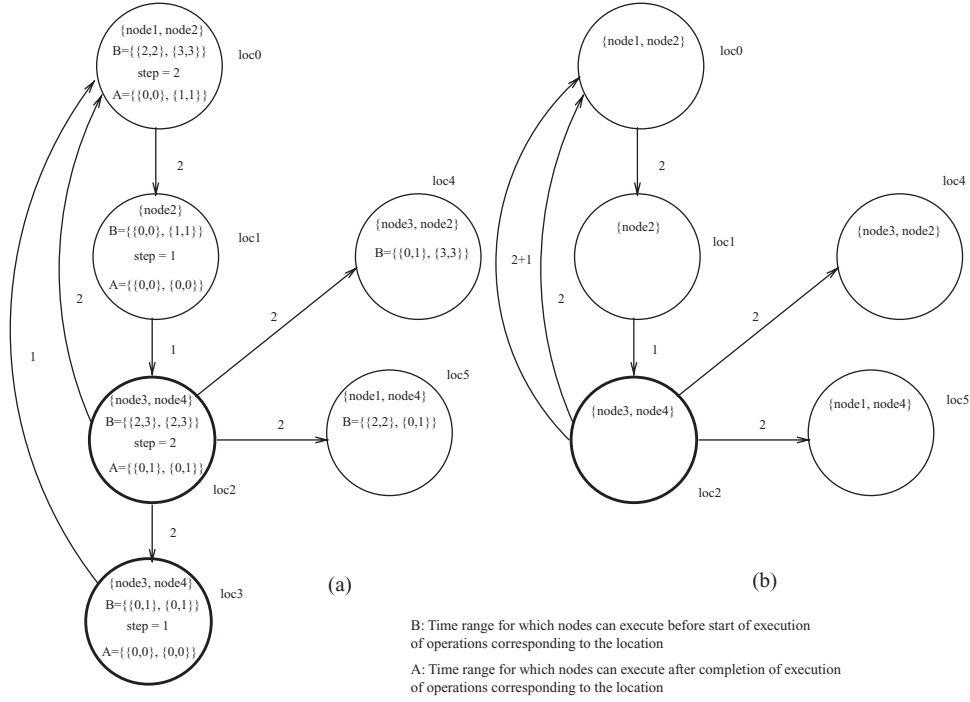 {node1, node2}
B={{2,2}, {3,3}}
step = 2
A={{0,0}, {1,1}}
loc0
2
{node2}
B={{0,0}, {1,1}}
step = 1
A={{0,0}, {0,0}}
loc1
loc4
{node3, node2}
B={{0,1}, {3,3}}
2
2
1
1
{node3, node4}
B={{2,3}, {2,3}}
step = 2
A={{0,1}, {0,1}}
loc2
2
loc5
{node1, node4}
B={{2,2}, {0,1}}
2
{node3, node4}
B={{0,1}, {0,1}}
step = 1
A={{0,0}, {0,0}}
loc3
(a)
{node1, node2}
loc0
2
{node2}
loc1
loc4
{node3, node2}
2+1
2
2
1
{node3, node4}
loc2
2
loc5
{node1, node4}
(b)
B: Time range for which nodes can execute before start of execution
of operations corresponding to the location
A: Time range for which nodes can execute after completion of execution
of operations corresponding to the location